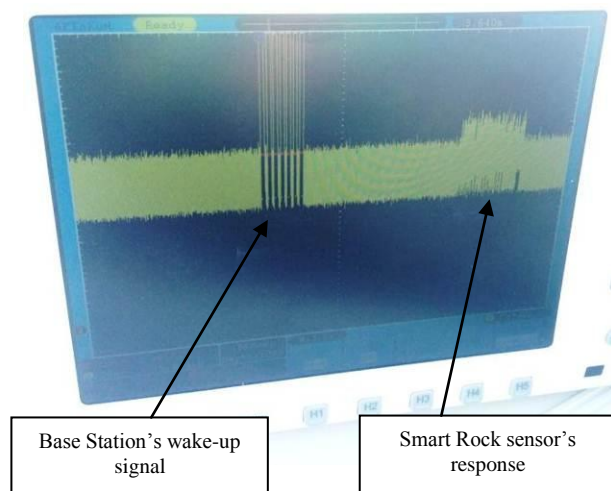 Ready
H1 H2 H3 H4 H5
Base Station's wake-up
signal
Smart Rock sensor's
response